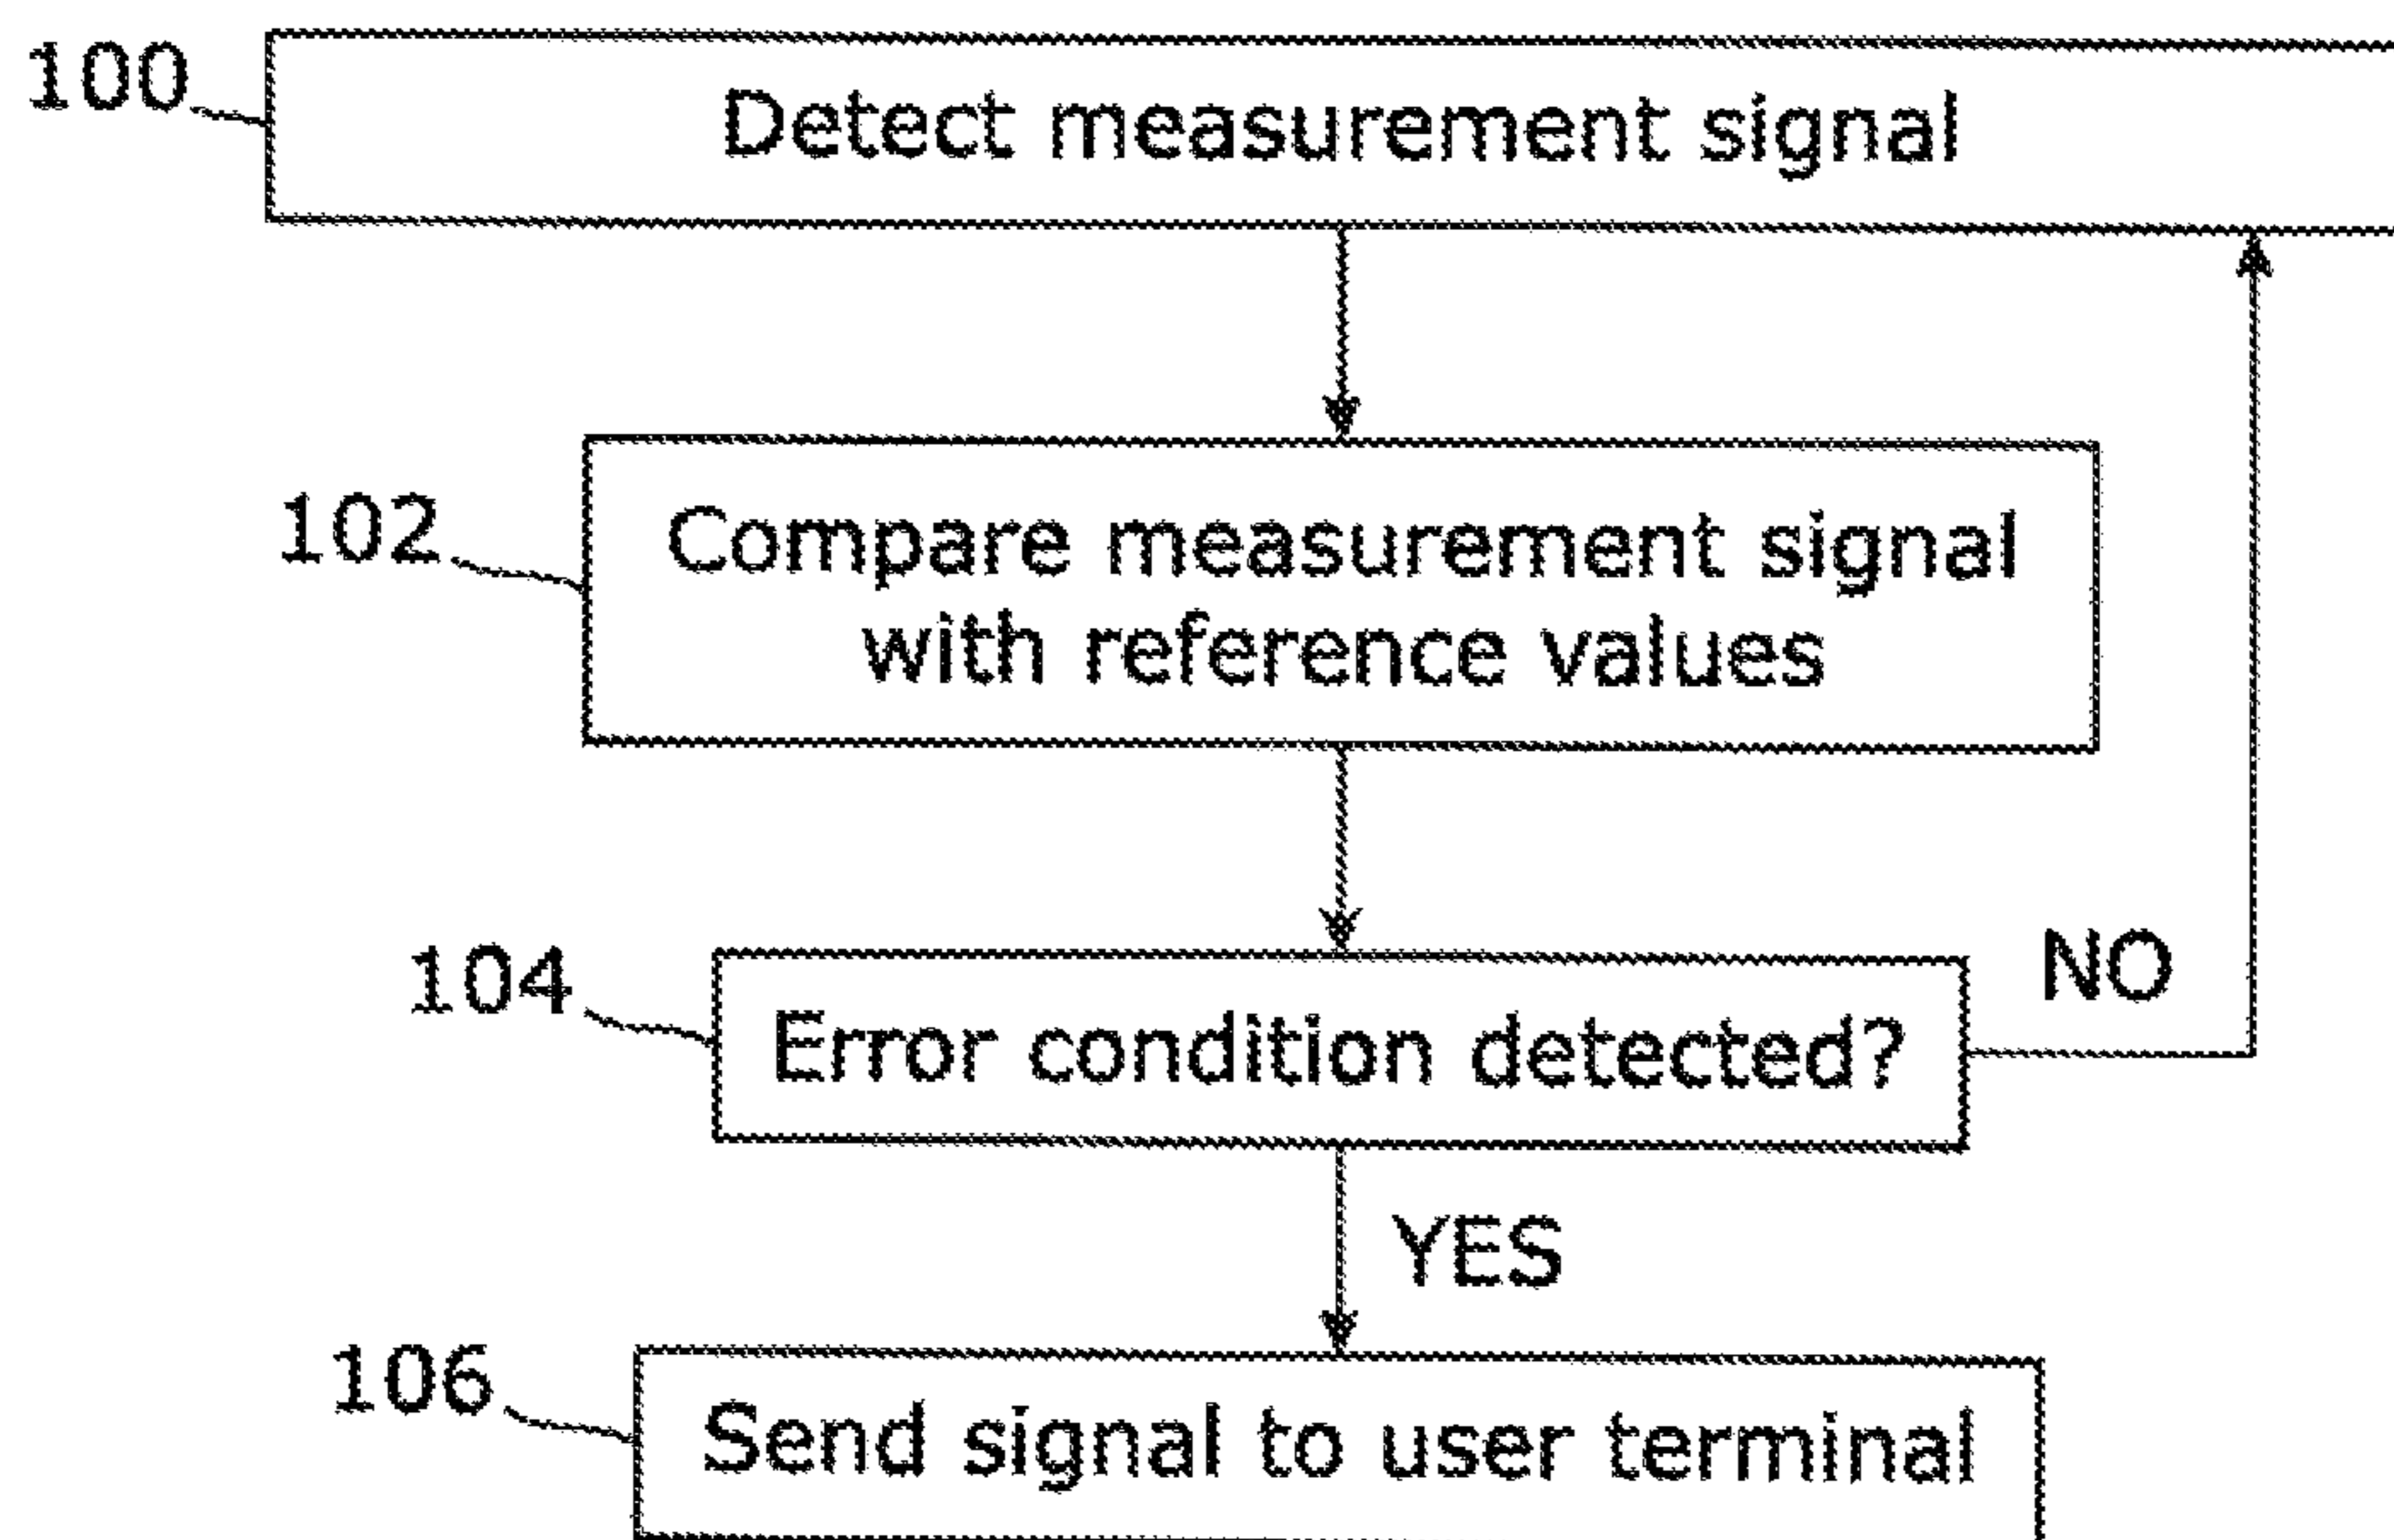 100
Detect measurement signal
102
Compare measurement signal
with reference values
104
Error condition detected?
NO
YES
106
Send signal to user terminal